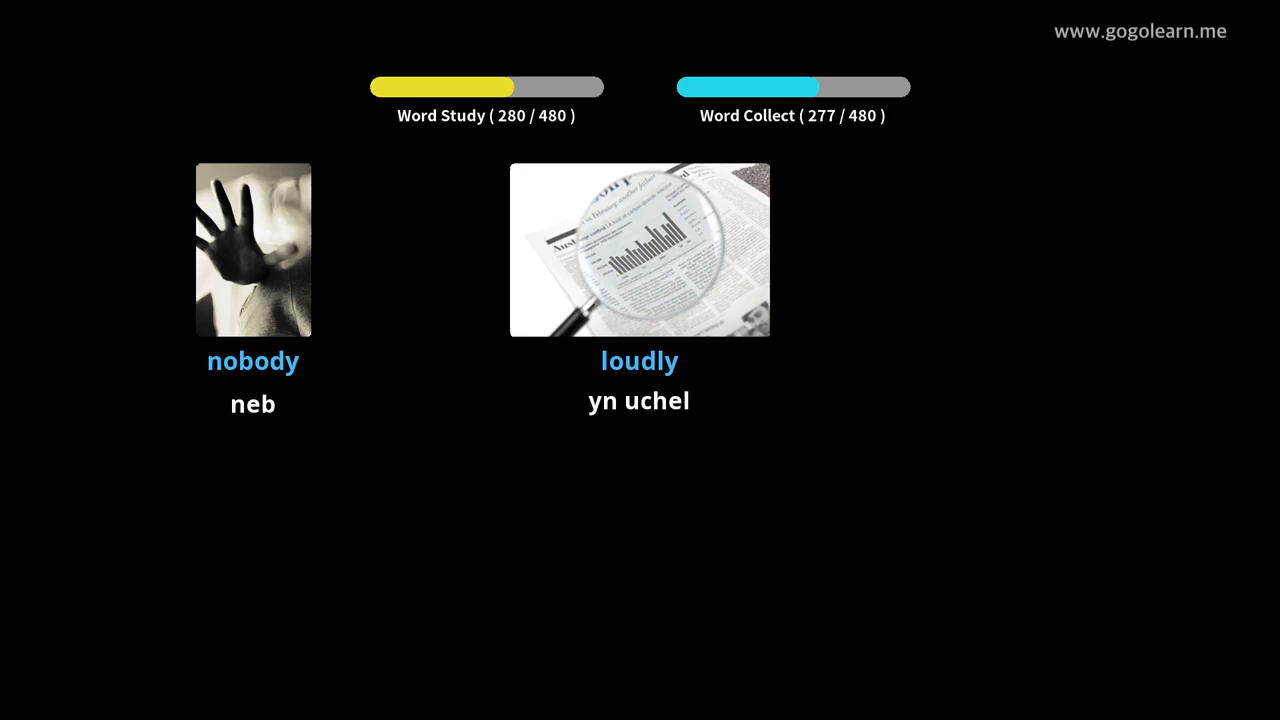 www.gogolearn.me
Word Study ( 280 / 480 )
Word Collect ( 277 / 480 )
nobody
loudly
neb
yn uchel